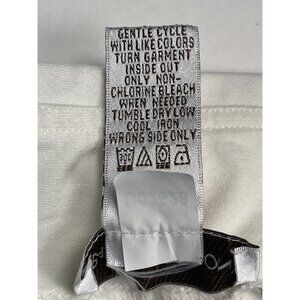 GENTLE CYCLE
WITH LIKE COLORS
TURN GARMENT
INSIDE OUT
ONLY NON-
CHLORINE BLEACH
WHEN NEEDED
TUMBLE DRY LOW
COOL IRON
WRONG SIDE ONLY